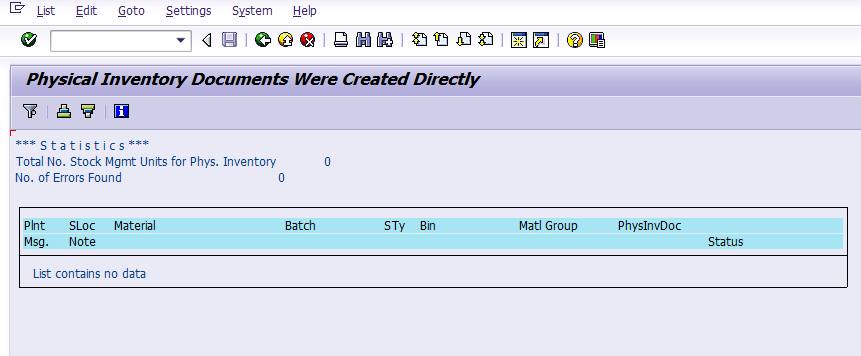 List Edit Goto Settings System Help
Physical Inventory Documents Were Created Directly
*** S t a t i s t i c s ***
Total No. Stock Mgmt Units for Phys. Inventory 0
No. of Errors Found 0
Plnt SLoc Material Batch STy Bin Matl Group PhysInvDoc
Msg. Note Status
List contains no data